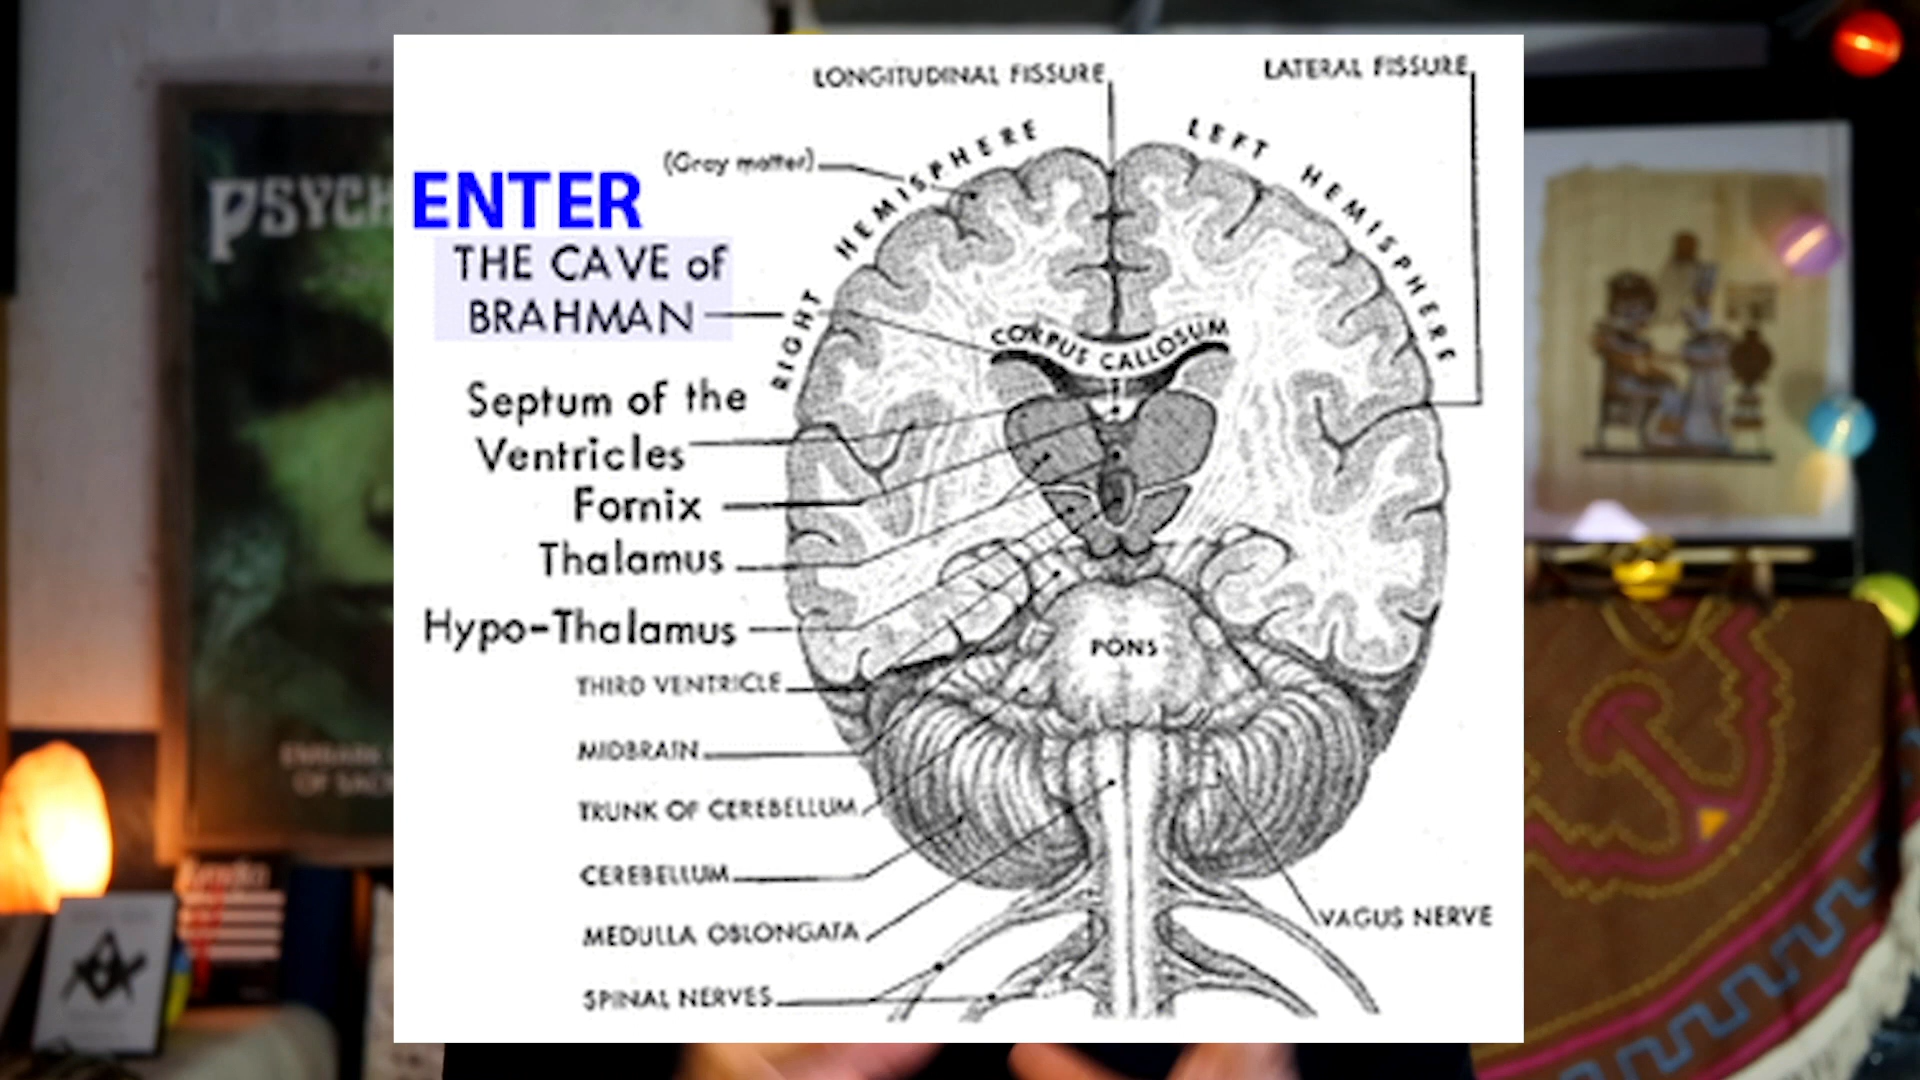 LONGITUDINAL FISSURE
LATERAL FISSURE
(Gray matter)
RIGHT HEMISPHERE
LEFT HEMISPHERE
ENTER
THE CAVE of
BRAHMAN
CORPUS CALLOSUM
Septum of the
Ventricles
Fornix
Thalamus
Hypo-Thalamus
PONS
THIRD VENTRICLE
MIDBRAIN
TRUNK OF CEREBELLUM
CEREBELLUM
MEDULLA OBLONGATA
VAGUS NERVE
SPINAL NERVES
PSYCH